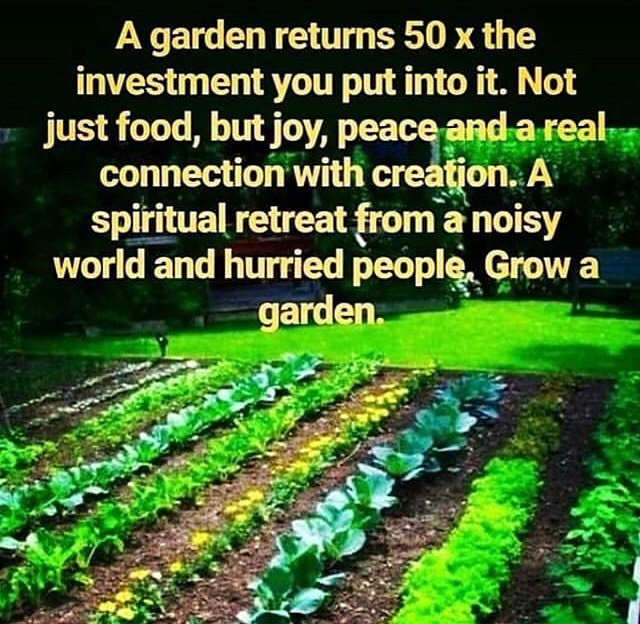 A garden returns 50 x the
investment you put into it. Not
just food, but joy, peace and a real
connection with creation. A
spiritual retreat from a noisy
world and hurried people. Grow a
garden.